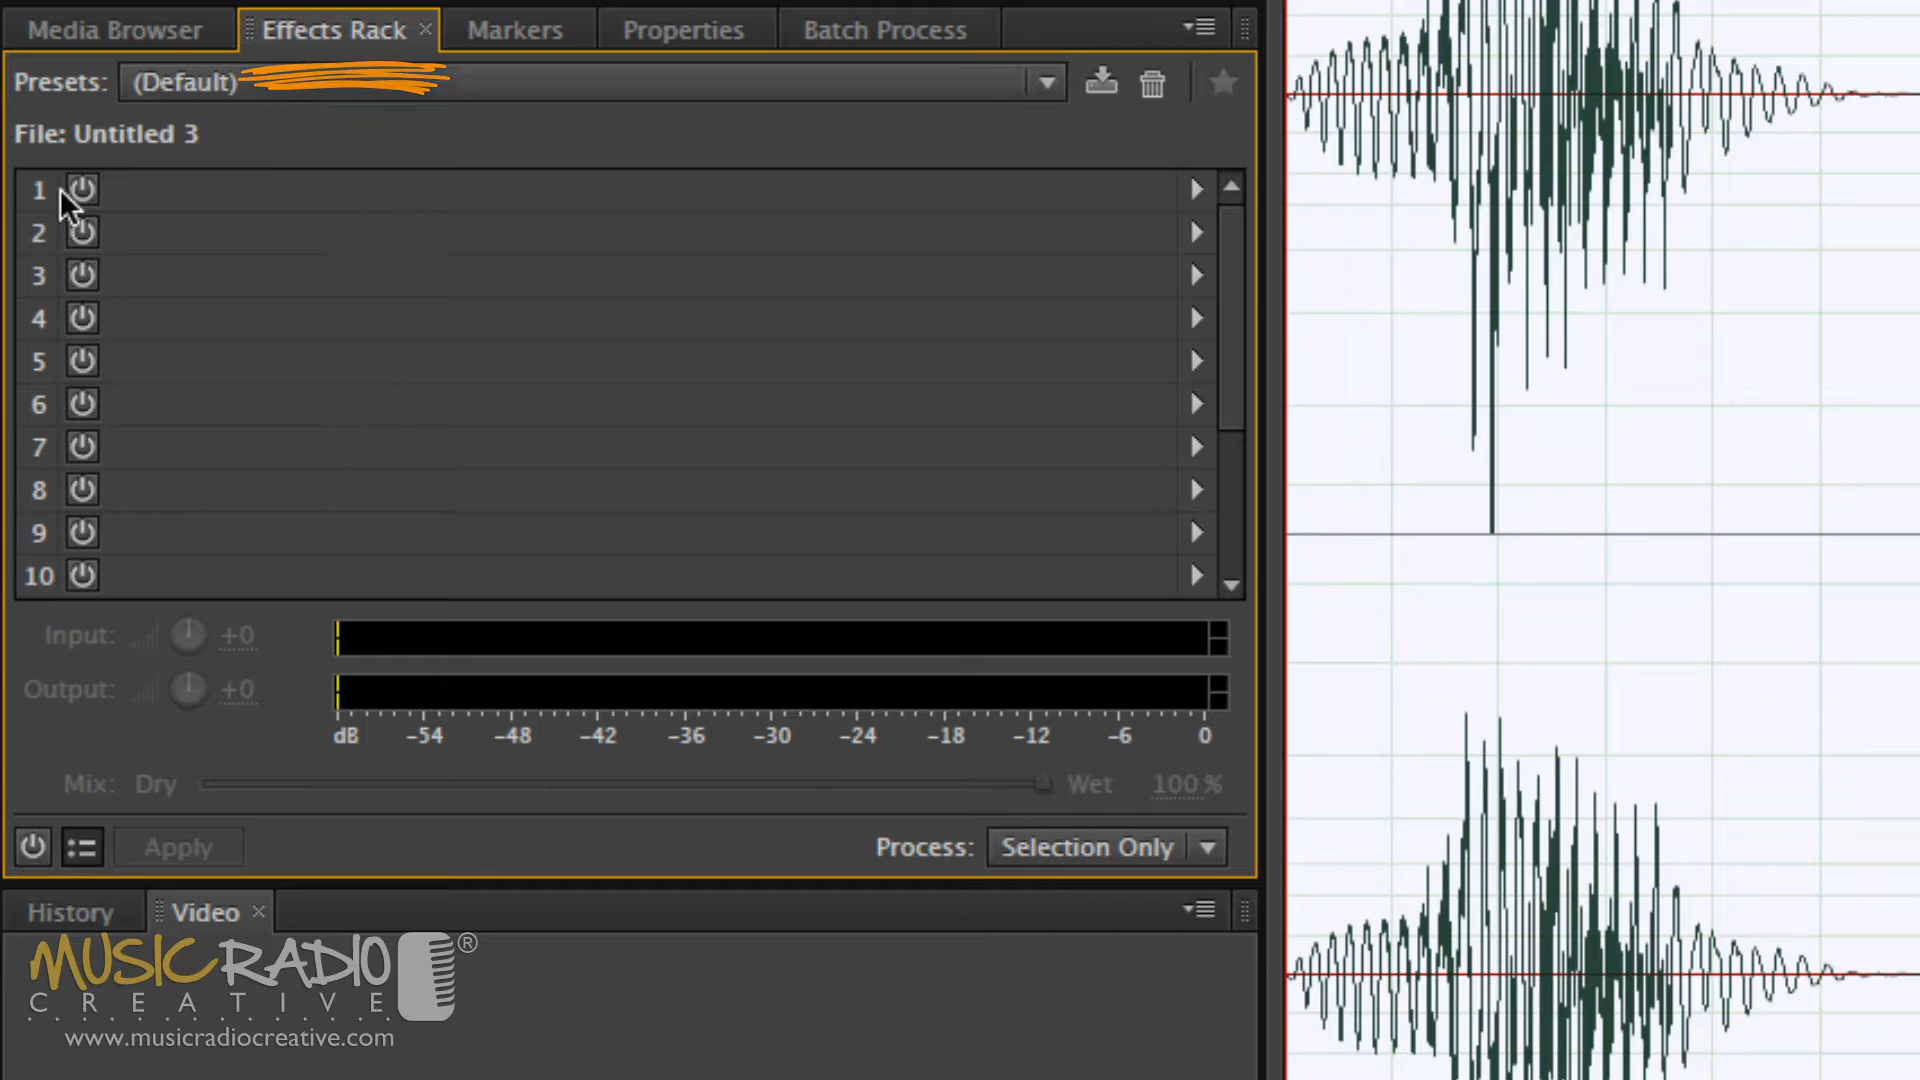 Media Browser
Effects Rack
Markers
Properties
Batch Process
Presets: (Default)
File: Untitled 3
1
2
3
4
5
6
7
8
9
10
Input: +0
Output: +0
dB -54 -48 -42 -36 -30 -24 -18 -12 -6 0
Mix: Dry Wet 100 %
Apply Process: Selection Only
History Video
MUSIC RADIO ®
CREATIVE
www.musicradiocreative.com